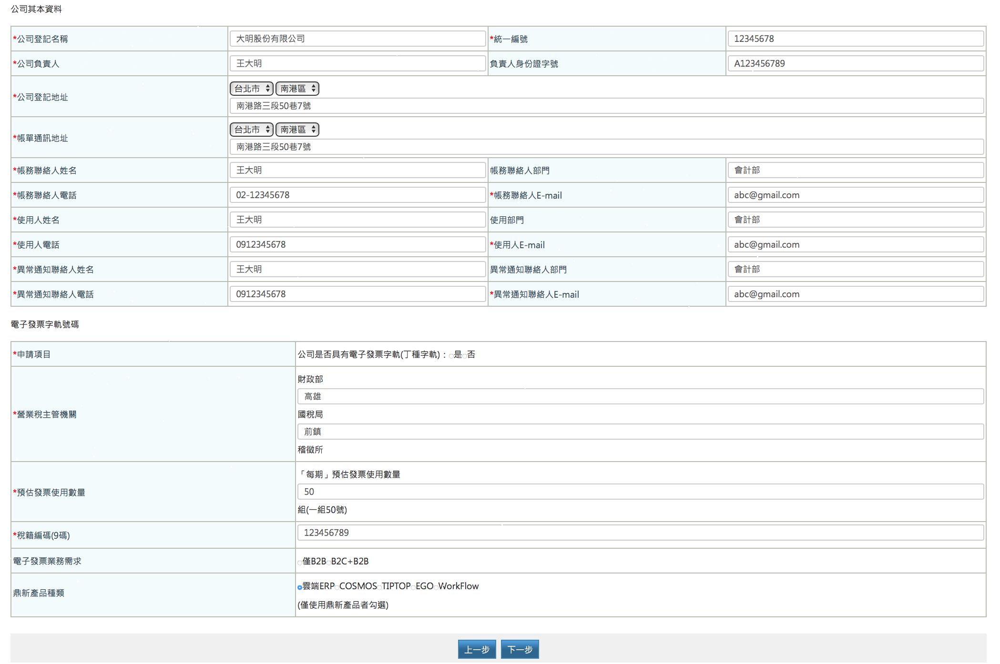 公司其本資料
*公司登記名稱 大明股份有限公司 *統一編號 12345678
*公司負責人 王大明 負責人身份證字號 A123456789
台北市 南港區
*公司登記地址
南港路三段50巷7號
台北市 南港區
*帳單通訊地址
南港路三段50巷7號
*帳務聯絡人姓名 王大明 帳務聯絡人部門 會計部
*帳務聯絡人電話 02-12345678 *帳務聯絡人E-mail abc@gmail.com
*使用人姓名 王大明 使用部門 會計部
*使用人電話 0912345678 *使用人E-mail abc@gmail.com
*異常通知聯絡人姓名 王大明 異常通知聯絡人部門 會計部
*異常通知聯絡人電話 0912345678 *異常通知聯絡人E-mail abc@gmail.com
電子發票字軌號碼
*申請項目 公司是否具有電子發票字軌(丁種字軌)：是否
財政部
高雄
*營業稅主管機關 國稅局
前鎮
稽徵所
「每期」預估發票使用數量
*預估發票使用數量 50
組(一組50號)
*稅籍編碼(9碼) 123456789
電子發票業務需求 僅B2B B2C+B2B
鼎新產品種類 雲端ERP COSMOS TIPTOP EGO WorkFlow
(僅使用鼎新產品者勾選)
上一步 下一步